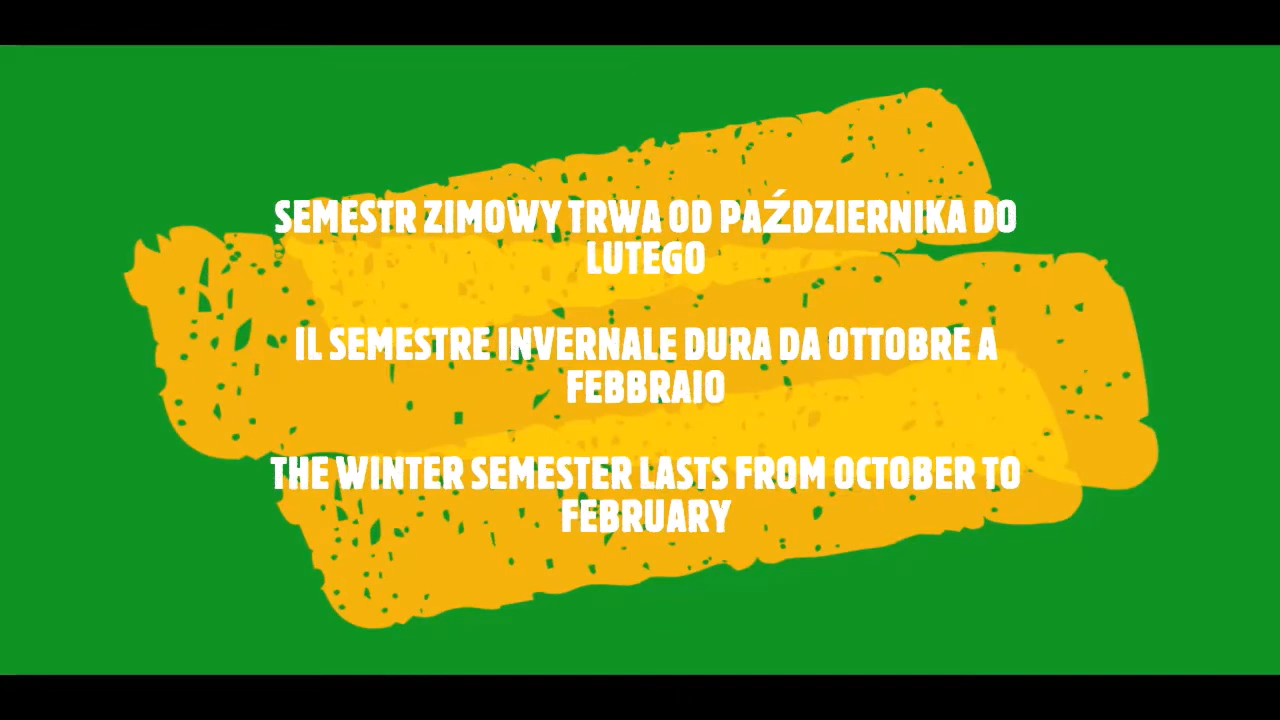 SEMESTR ZIMOWY TRWA OD PAŹDZIERNIKA DO
LUTEGO
IL SEMESTRE INVERNALE DURA DA OTTOBRE A
FEBBRAIO
THE WINTER SEMESTER LASTS FROM OCTOBER TO
FEBRUARY